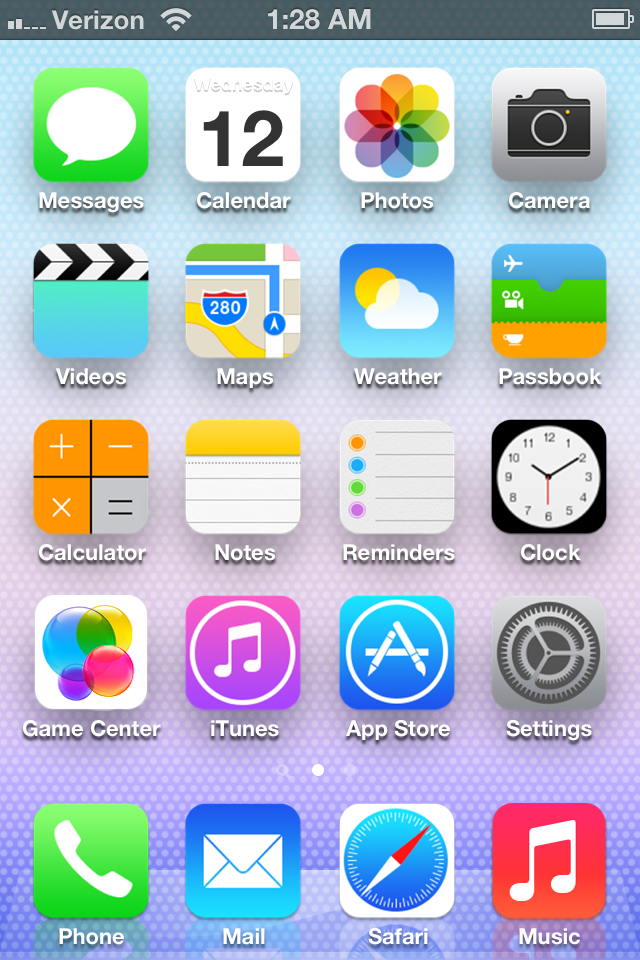 Verizon 1:28 AM
Wednesday
12
Messages Calendar Photos Camera
280
Videos Maps Weather Passbook
12
11 1
10 2
9 3
8 4
7 5
6
Calculator Notes Reminders Clock
Game Center iTunes App Store Settings
Phone Mail Safari Music